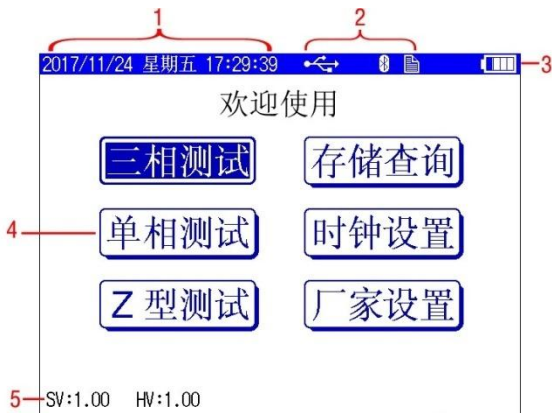 1 2
2017/11/24 星期五 17:29:39
3
欢迎使用
三相测试 存储查询
4 单相测试 时钟设置
Z 型测试 厂家设置
5 SV:1.00 HV:1.00